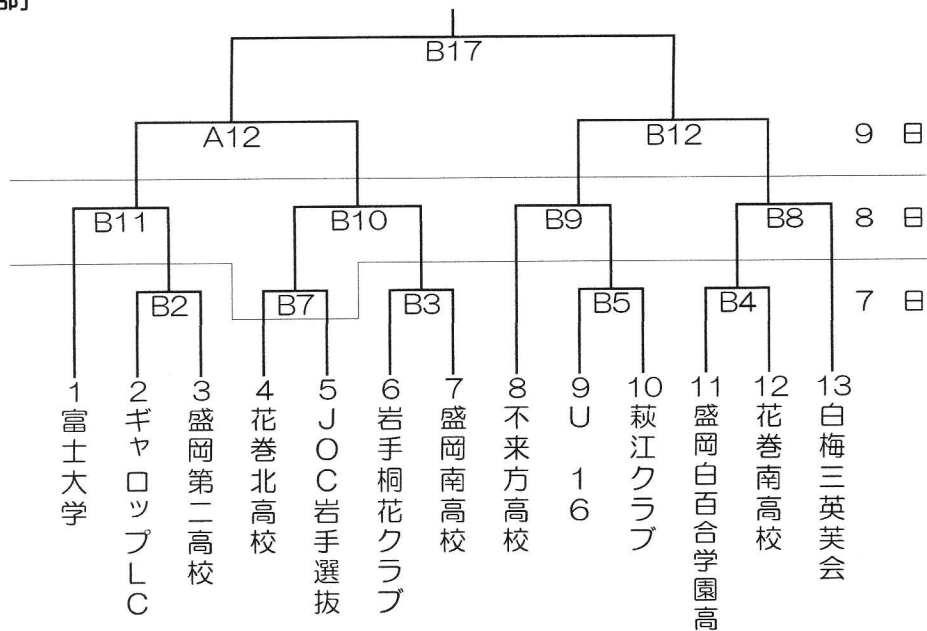 部」
B17
A12
B12
9 日
B11
B10
B9
B8
8 日
B2
B7
B3
B5
B4
7 日
1 富士大学
2 ギャロップLC
3 盛岡第二高校
4 花巻北高校
5 JOC岩手選抜
6 岩手桐花クラブ
7 盛岡南高校
8 不来方高校
9 U 16
10 萩江クラブ
11 盛岡白百合学園高
12 花巻南高校
13 白梅三英芙会